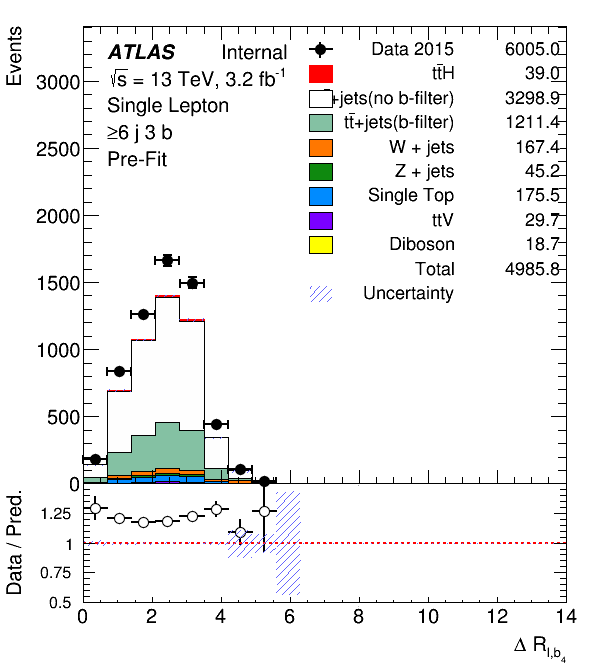 ATLAS Internal
√s = 13 TeV, 3.2 fb⁻¹
Single Lepton
≥6 j 3 b
Pre-Fit
Data 2015 6005.0
tt̄H 39.0
+jets(no b-filter) 3298.9
tt̄+jets(b-filter) 1211.4
W + jets 167.4
Z + jets 45.2
Single Top 175.5
ttV 29.7
Diboson 18.7
Total 4985.8
Uncertainty
Events
3000
2500
2000
1500
1000
500
0
Data / Pred.
1.25
1
0.75
0.5
0 2 4 6 8 10 12 14
Δ R_l,b₄